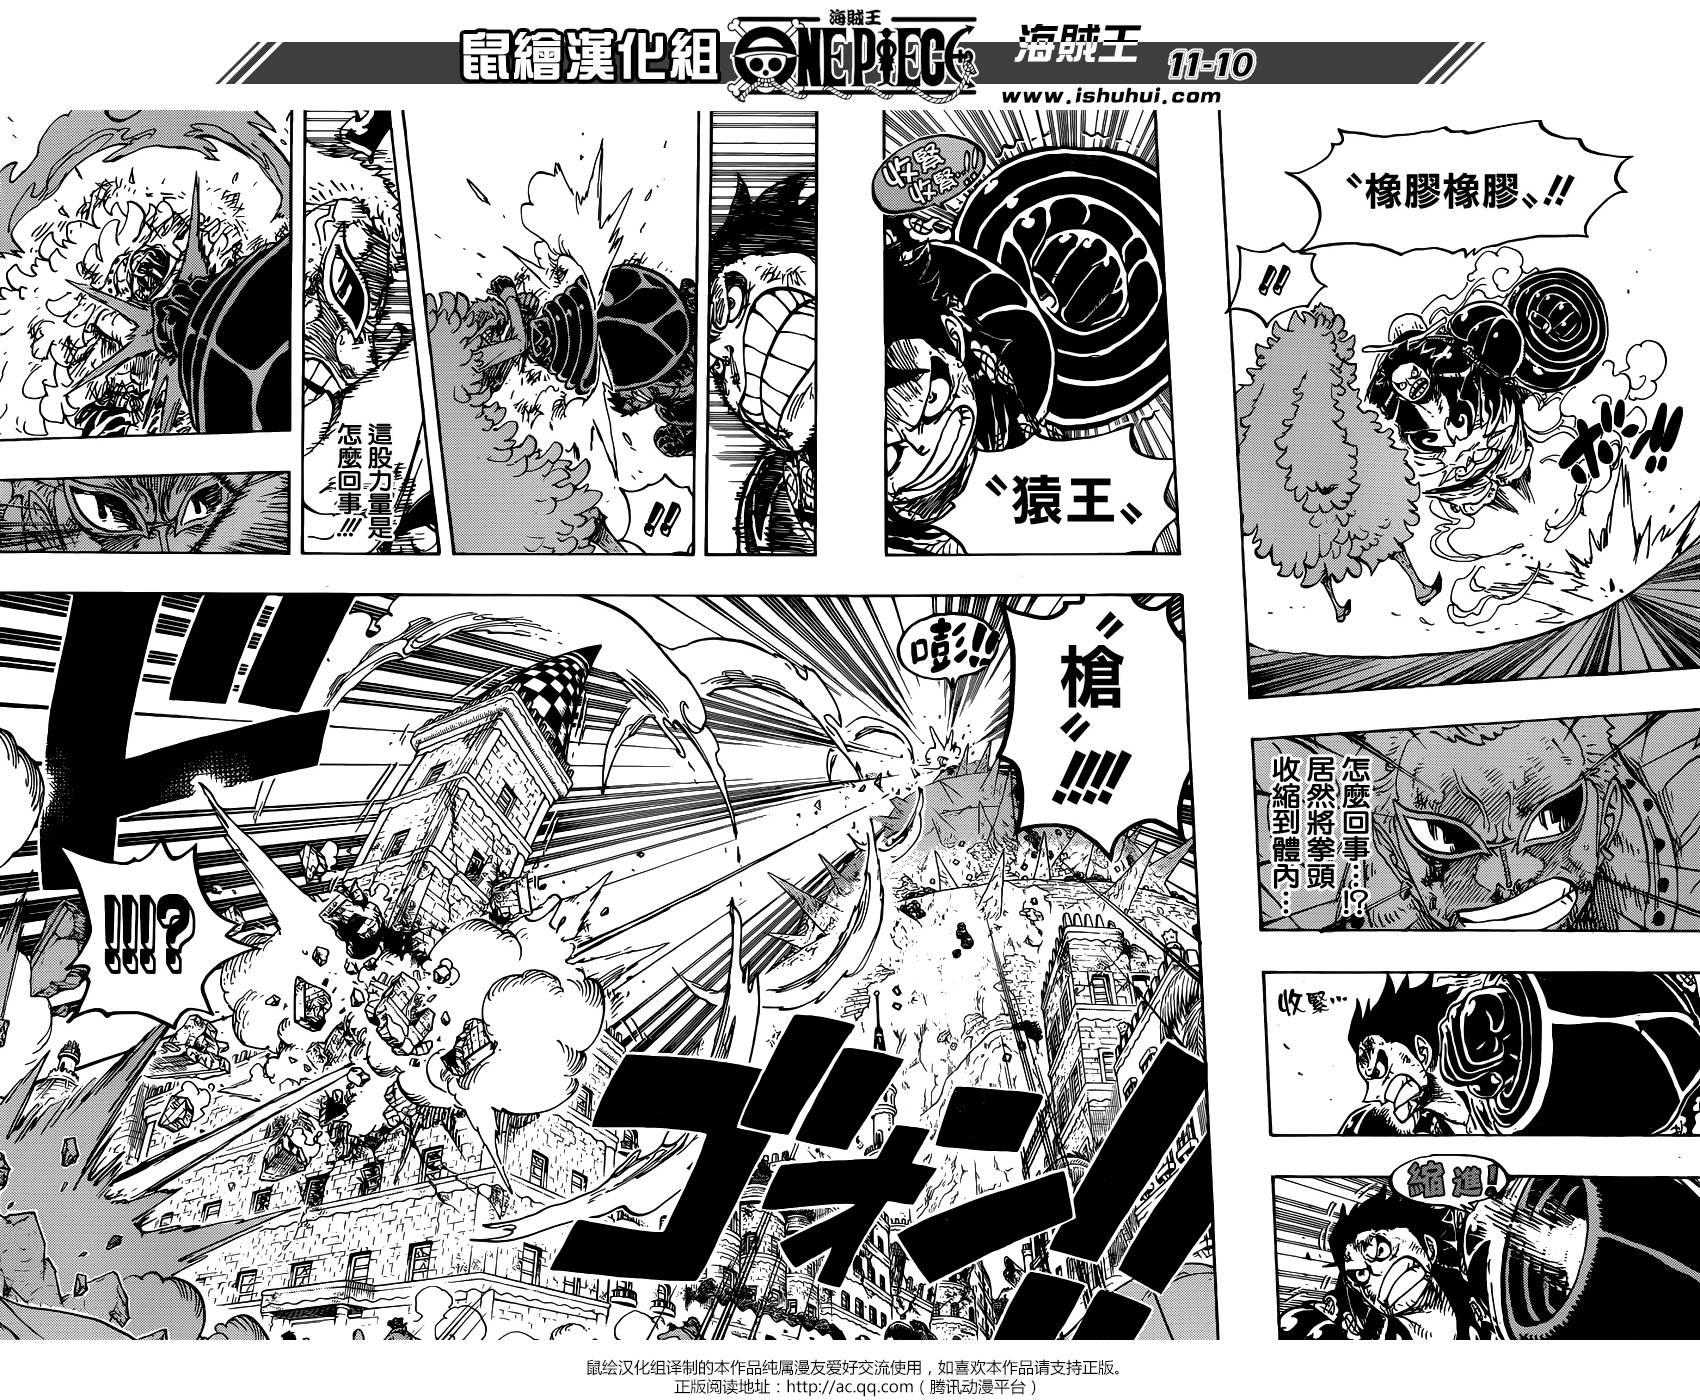 鼠繪漢化組
海賊王
ONE PIECE
海賊王
11-10
www.ishuhui.com
〝橡膠橡膠〟!!
!!
ボンッ!!
怎麼回事…!?
居然將拳頭
收縮到體內…
收緊…
縮進!
收緊
收緊…!!
〝猿王〟
!!
這股力量是
怎麼回事!!!
〝槍〟!!!!
嘭!!
!!!?
ドゴォン!!
鼠绘汉化组译制的本作品纯属漫友爱好交流使用，如喜欢本作品请支持正版。
正版阅读地址：http://ac.qq.com（腾讯动漫平台）